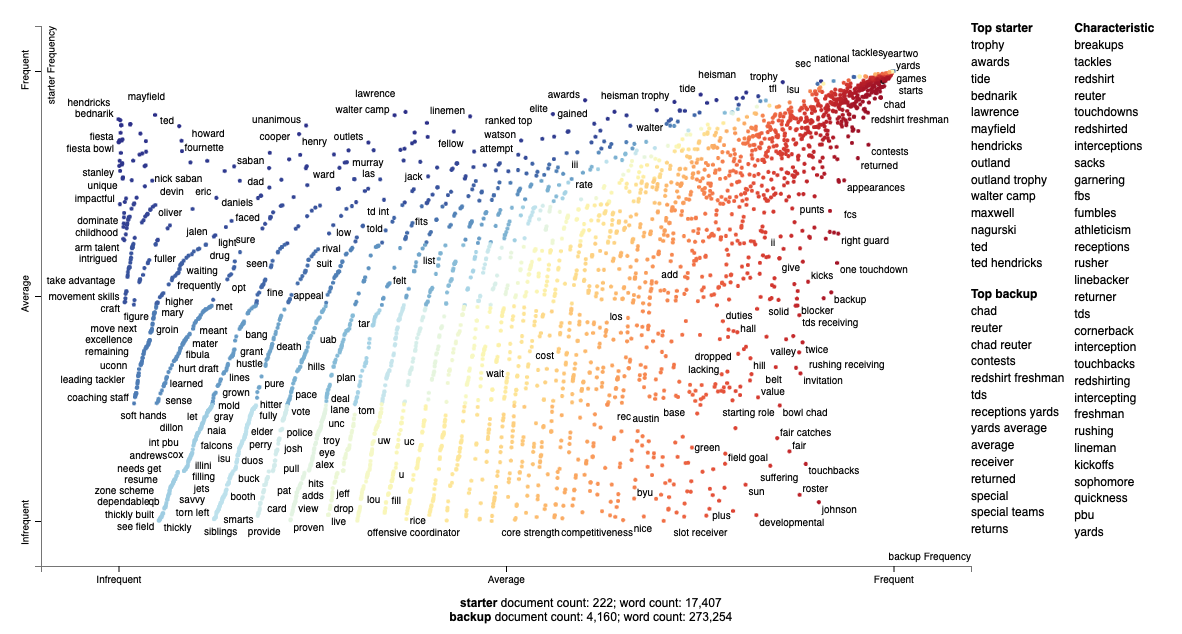 starter Frequency
Frequent
Average
Infrequent
hendricks
bednarik
mayfield
ted
howard
fournette
fiesta
fiesta bowl
stanley
unique
impactful
nick saban
devin
eric
dominate
childhood
oliver
daniels
faced
jalen
arm talent
intrigued
fuller
lightsure
drug
waiting
seen
take advantage
frequently
opt
movement skills
craft
higher
mary
figure
met
fine
appeal
move next
excellence
remaining
groin
meant
mater
bang
uconn
fibula
grant
death
leading tackler
hurt draft
hustle
coaching staff
learned
lines
pure
hills
soft hands
sense
grown
pace
plan
unanimous
cooper
henry
outlets
saban
dad
ward
murray
las
jack
lawrence
walter camp
linemen
fellow
ranked top
watson
attempt
elite
awards
gained
heisman trophy
walter
iii
rate
tide
heisman
trophy
tfl
lsu
sec
national
tacklesyeartwo
yards
games
starts
chad
redshirt freshman
contests
returned
appearances
punts
fcs
right guard
ii
give
kicks
one touchdown
td int
told
low
fits
rival
suit
list
felt
add
backup
blocker
tds receiving
solid
duties
hall
los
tar
uab
cost
wait
dropped
lacking
valley
twice
hill
rushing receiving
belt
invitation
value
deal
lane
tom
rec
austin
base
starting role
bowl chad
let
mold
gray
hitter
fully
vote
unc
dillon
naia
elder
police
troy
uw
uc
int pbu
falcons
perry
josh
eye
alex
green
fair catches
fair
field goal
touchbacks
andrewscox
isu
duos
pull
needs get
illini
filling
buck
hits
u
suffering
resume
zone scheme
jets
pat
adds
jeff
byu
sun
roster
dependableqb
savvy
booth
card
view
drop
lou
fill
johnson
thickly built
torn left
smarts
live
rice
plus
developmental
see field
thickly
siblings
provide
proven
offensive coordinator
core strengthcompetitiveness
nice
slot receiver
backup Frequency
Infrequent
Average
Frequent
starter document count: 222; word count: 17,407
backup document count: 4,160; word count: 273,254
Top starter
trophy
awards
tide
bednarik
lawrence
mayfield
hendricks
outland
outland trophy
walter camp
maxwell
nagurski
ted
ted hendricks
Top backup
chad
reuter
chad reuter
contests
redshirt freshman
tds
receptions yards
yards average
average
receiver
returned
special
special teams
returns
Characteristic
breakups
tackles
redshirt
reuter
touchdowns
redshirted
interceptions
sacks
garnering
fbs
fumbles
athleticism
receptions
rusher
linebacker
returner
tds
cornerback
interception
touchbacks
redshirting
intercepting
freshman
rushing
lineman
kickoffs
sophomore
quickness
pbu
yards